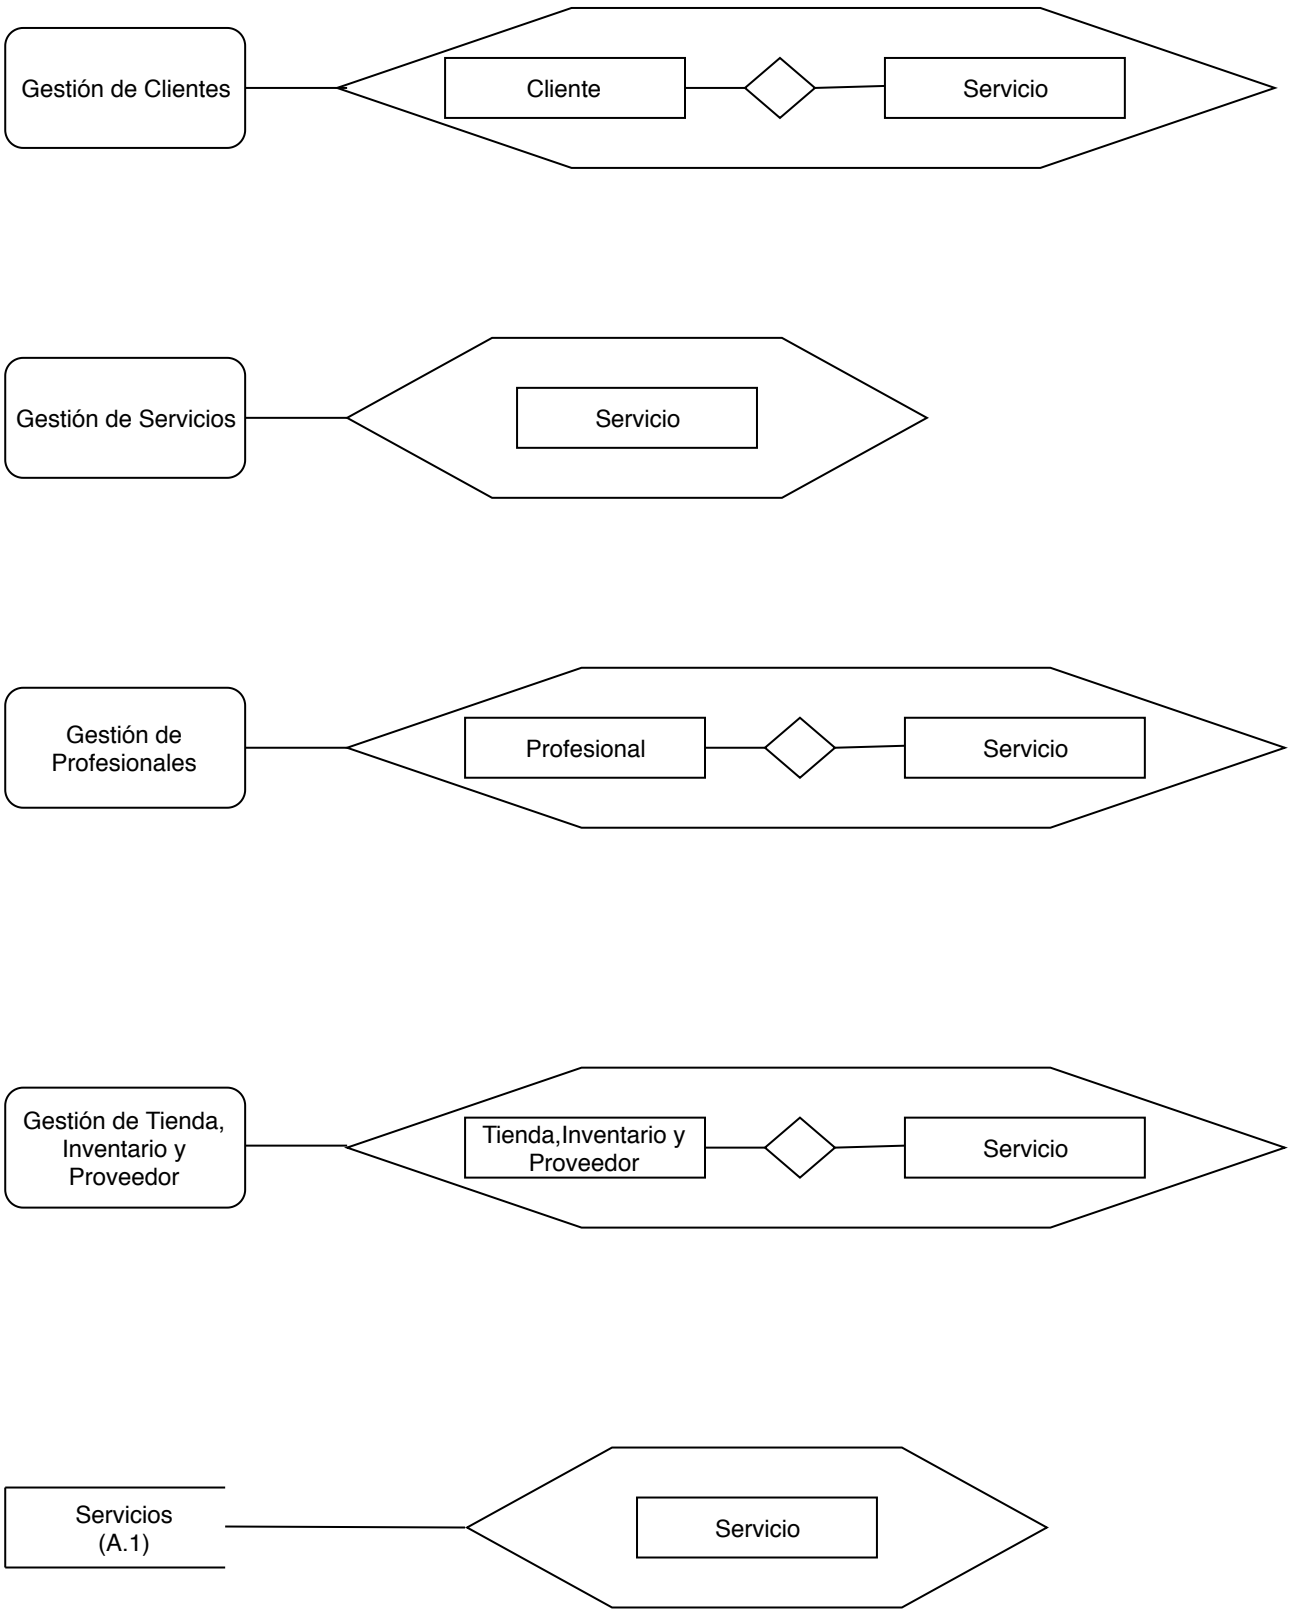 Gestión de Clientes
Cliente
Servicio
Gestión de Servicios
Servicio
Gestión de
Profesionales
Profesional
Servicio
Gestión de Tienda,
Inventario y
Proveedor
Tienda,Inventario y
Proveedor
Servicio
Servicios
(A.1)
Servicio